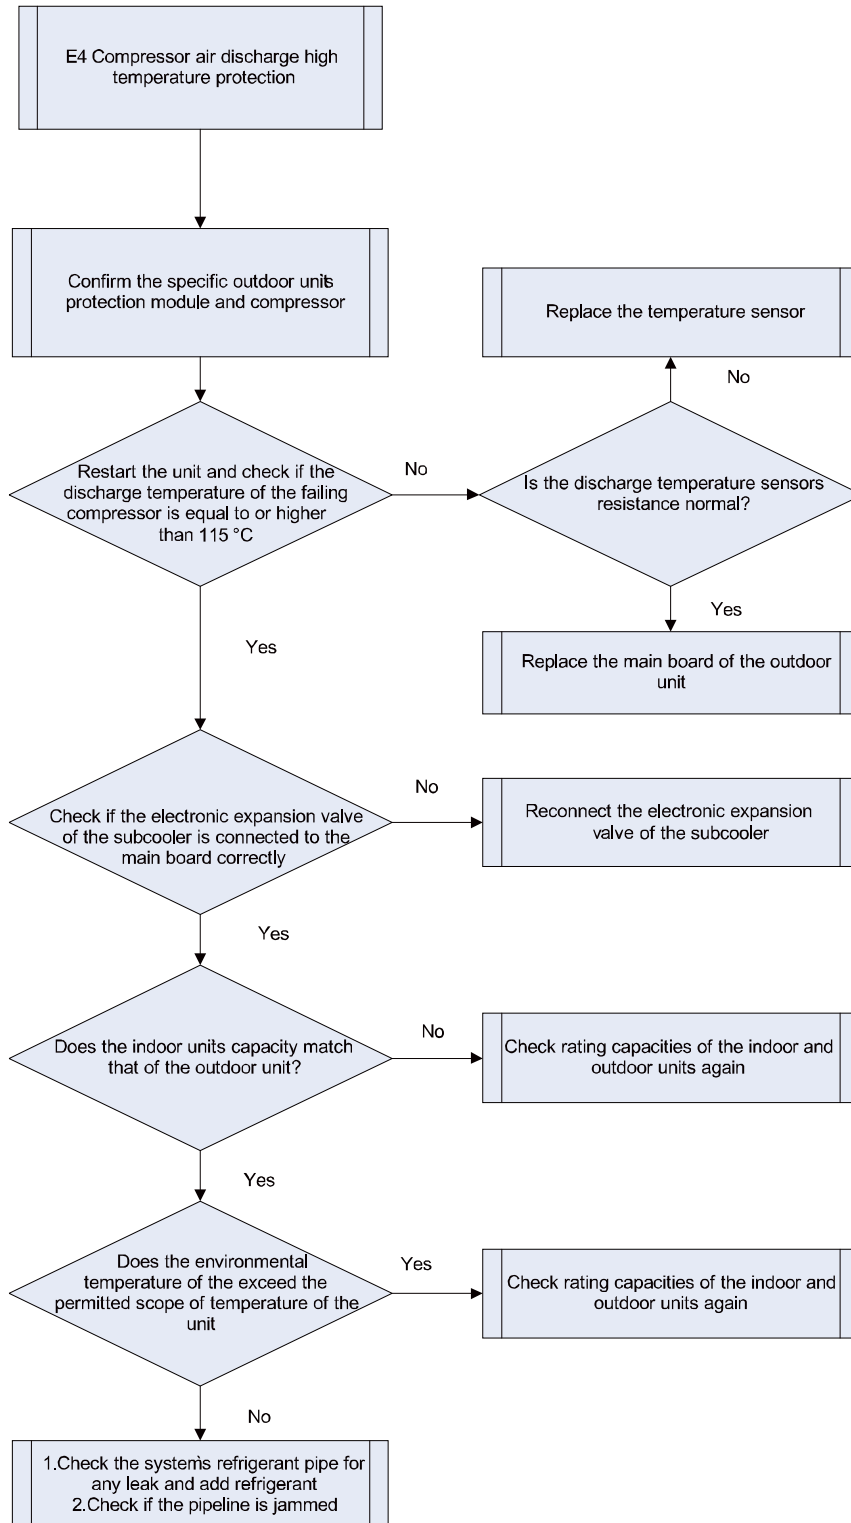 E4 Compressor air discharge high
temperature protection
Confirm the specific outdoor units
protection module and compressor
Replace the temperature sensor
No
Restart the unit and check if the
discharge temperature of the failing
compressor is equal to or higher
than 115 °C
No
Is the discharge temperature sensors
resistance normal?
Yes
Yes
Replace the main board of the outdoor
unit
Check if the electronic expansion valve
of the subcooler is connected to the
main board correctly
No
Reconnect the electronic expansion
valve of the subcooler
Yes
Does the indoor units capacity match
that of the outdoor unit?
No
Check rating capacities of the indoor and
outdoor units again
Yes
Does the environmental
temperature of the exceed the
permitted scope of temperature of the
unit
Yes
Check rating capacities of the indoor and
outdoor units again
No
1.Check the system`s refrigerant pipe for
any leak and add refrigerant
2.Check if the pipeline is jammed